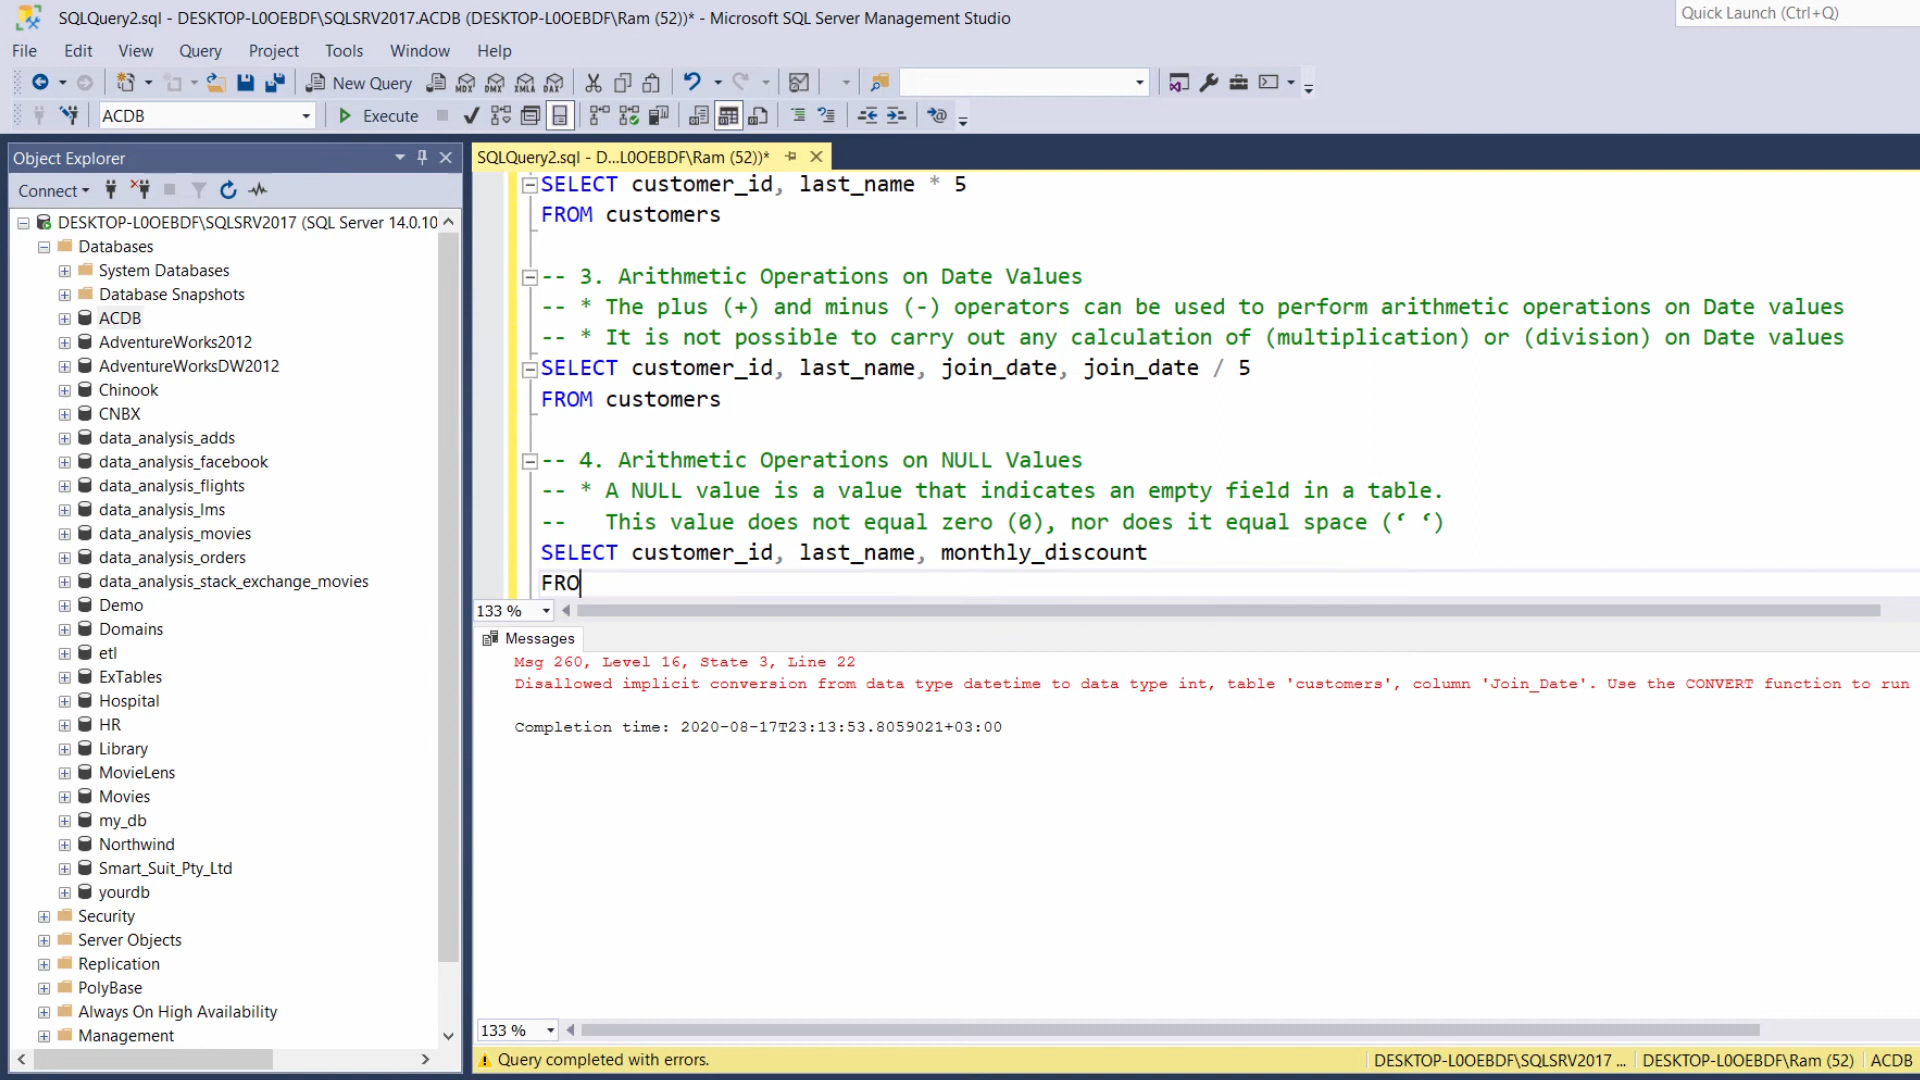 SQLQuery2.sql - DESKTOP-L0OEBDF\SQLSRV2017.ACDB (DESKTOP-L0OEBDF\Ram (52))* - Microsoft SQL Server Management Studio
Quick Launch (Ctrl+Q)
File Edit View Query Project Tools Window Help
New Query MDX DMX XMLA DAX
ACDB Execute
Object Explorer
Connect
DESKTOP-L0OEBDF\SQLSRV2017 (SQL Server 14.0.10
Databases
System Databases
Database Snapshots
ACDB
AdventureWorks2012
AdventureWorksDW2012
Chinook
CNBX
data_analysis_adds
data_analysis_facebook
data_analysis_flights
data_analysis_lms
data_analysis_movies
data_analysis_orders
data_analysis_stack_exchange_movies
Demo
Domains
etl
ExTables
Hospital
HR
Library
MovieLens
Movies
my_db
Northwind
Smart_Suit_Pty_Ltd
yourdb
Security
Server Objects
Replication
PolyBase
Always On High Availability
Management
SQLQuery2.sql - D...L0OEBDF\Ram (52))*
SELECT customer_id, last_name * 5
FROM customers
-- 3. Arithmetic Operations on Date Values
-- * The plus (+) and minus (-) operators can be used to perform arithmetic operations on Date values
-- * It is not possible to carry out any calculation of (multiplication) or (division) on Date values
SELECT customer_id, last_name, join_date, join_date / 5
FROM customers
-- 4. Arithmetic Operations on NULL Values
-- * A NULL value is a value that indicates an empty field in a table.
-- This value does not equal zero (0), nor does it equal space (‘ ‘)
SELECT customer_id, last_name, monthly_discount
FRO
133 %
Messages
Msg 260, Level 16, State 3, Line 22
Disallowed implicit conversion from data type datetime to data type int, table 'customers', column 'Join_Date'. Use the CONVERT function to run
Completion time: 2020-08-17T23:13:53.8059021+03:00
133 %
Query completed with errors.
DESKTOP-L0OEBDF\SQLSRV2017 ... DESKTOP-L0OEBDF\Ram (52) ACDB